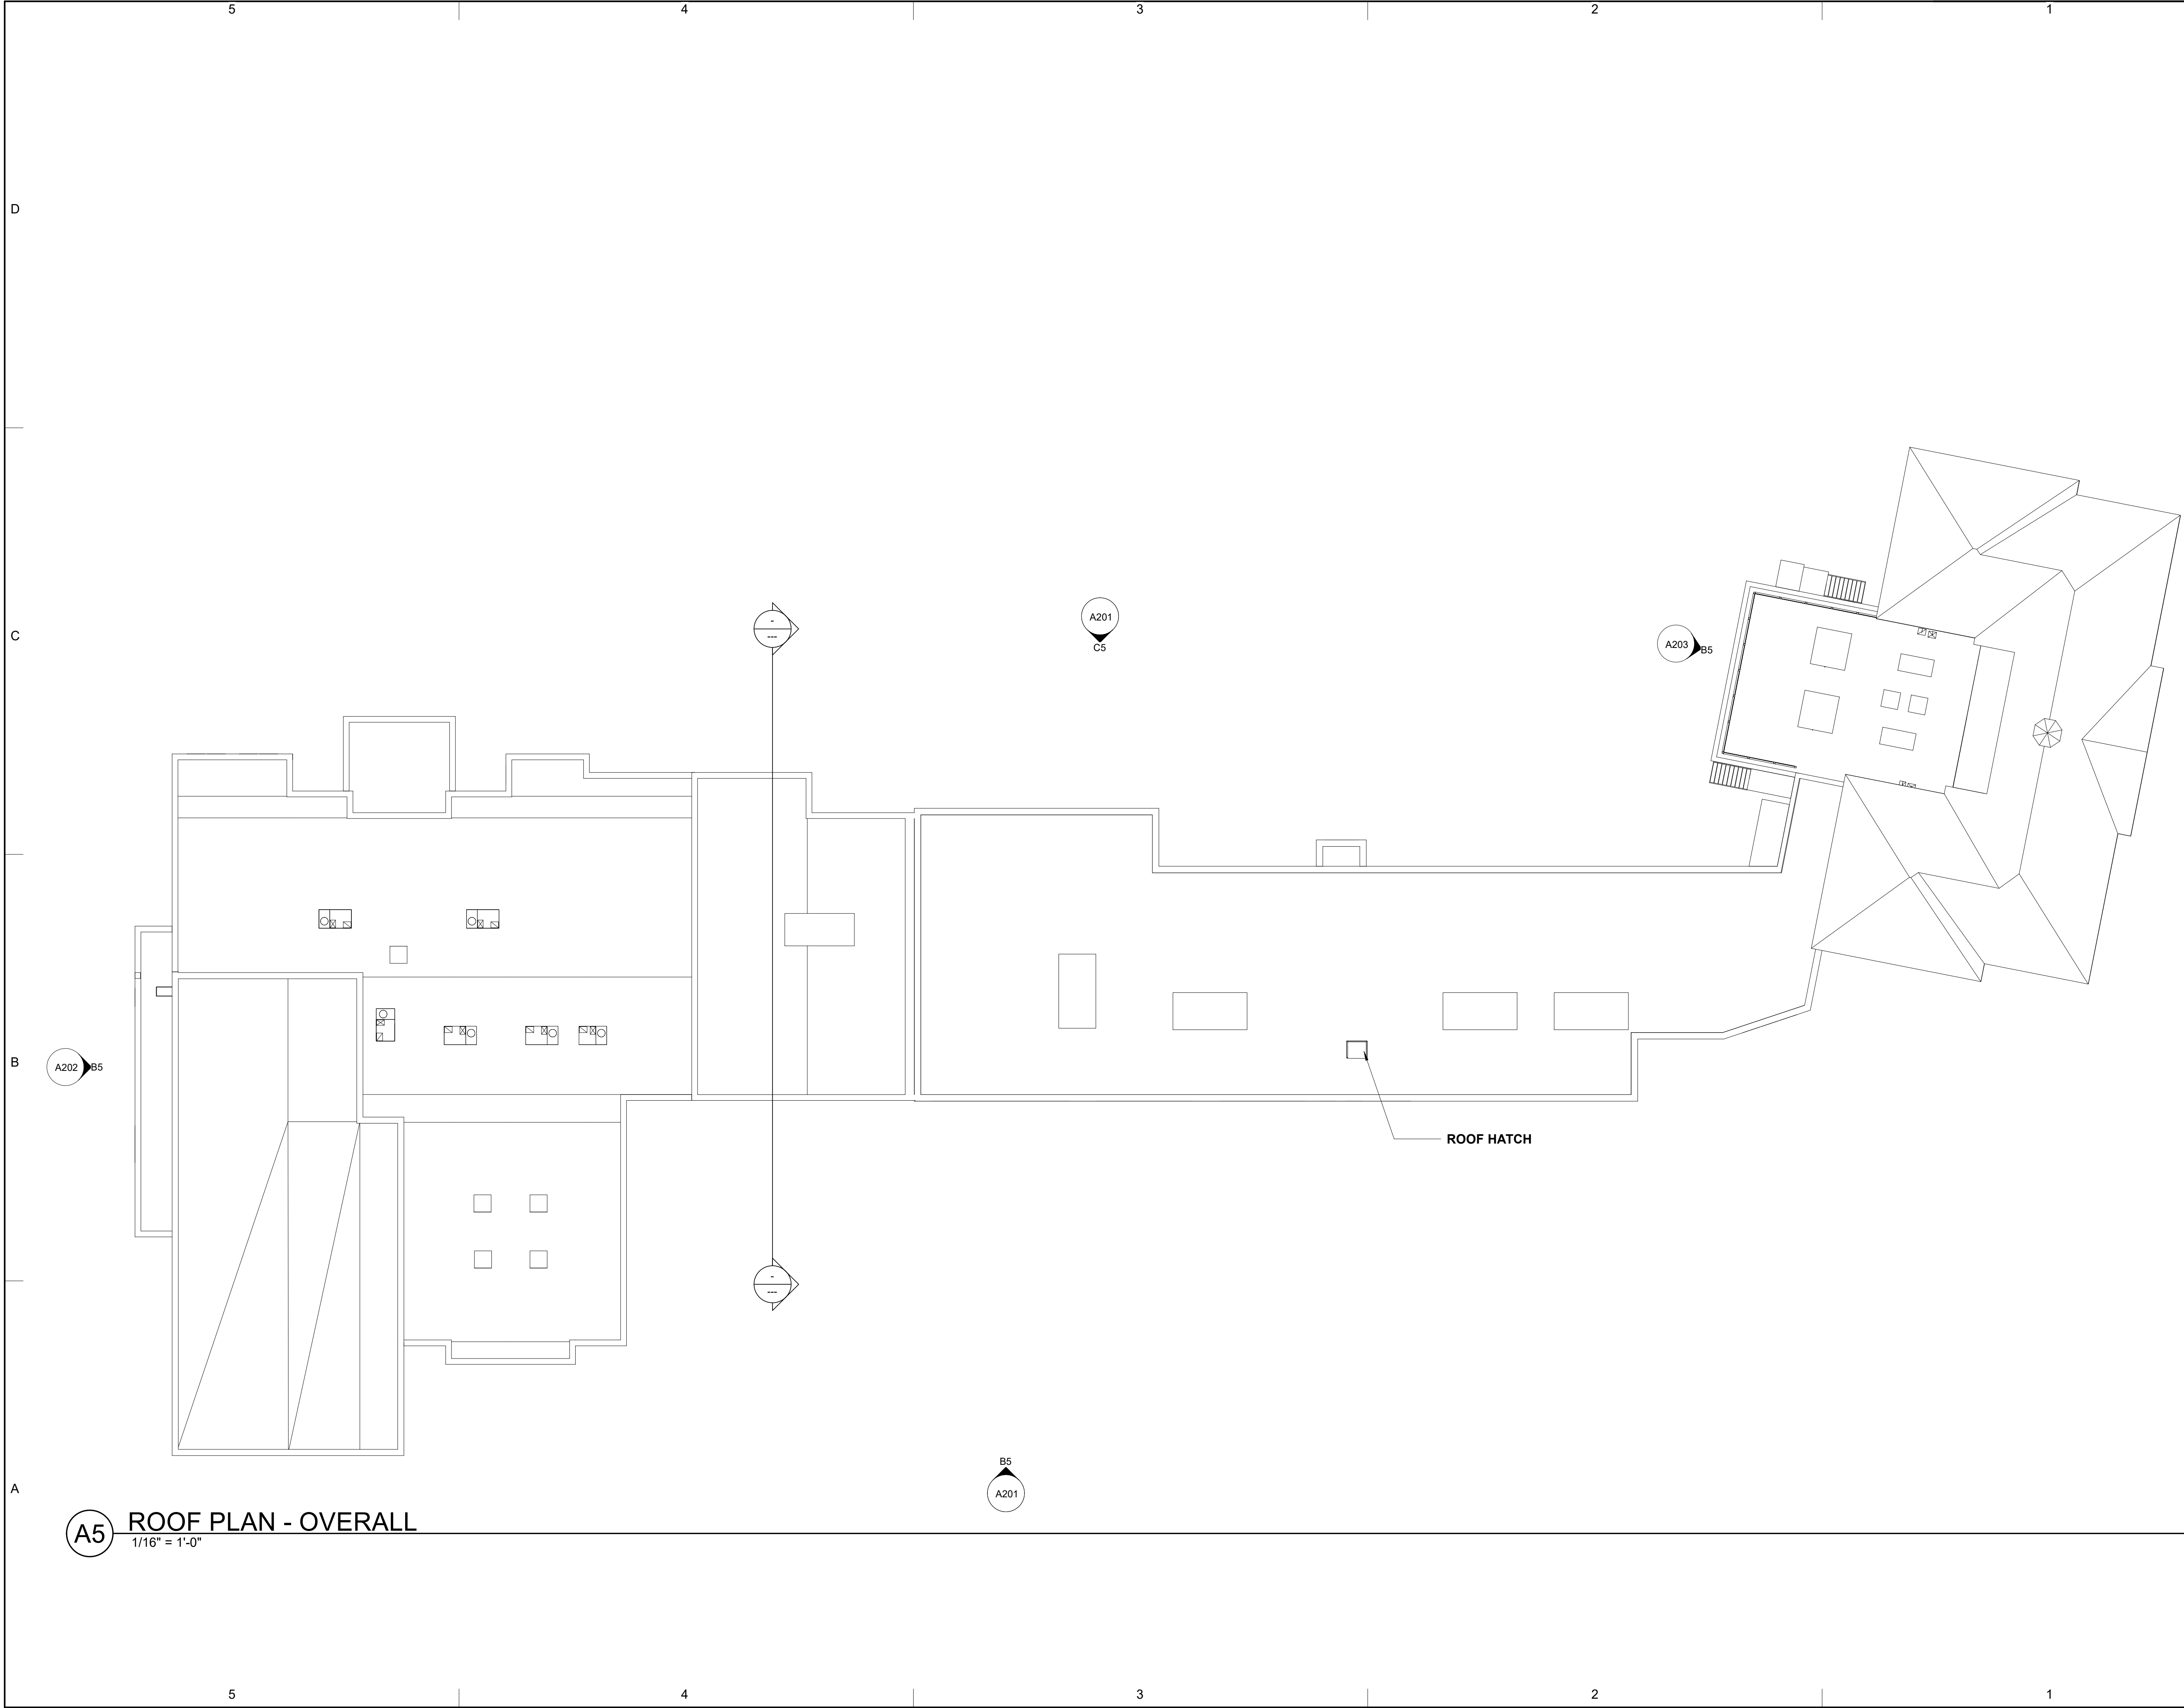 5 4 3 2 1
D
C
B
A
-
---
A201
C5
A203
B5
A202
B5
ROOF HATCH
-
---
B5
A201
A5
ROOF PLAN - OVERALL
1/16" = 1'-0"
5 4 3 2 1